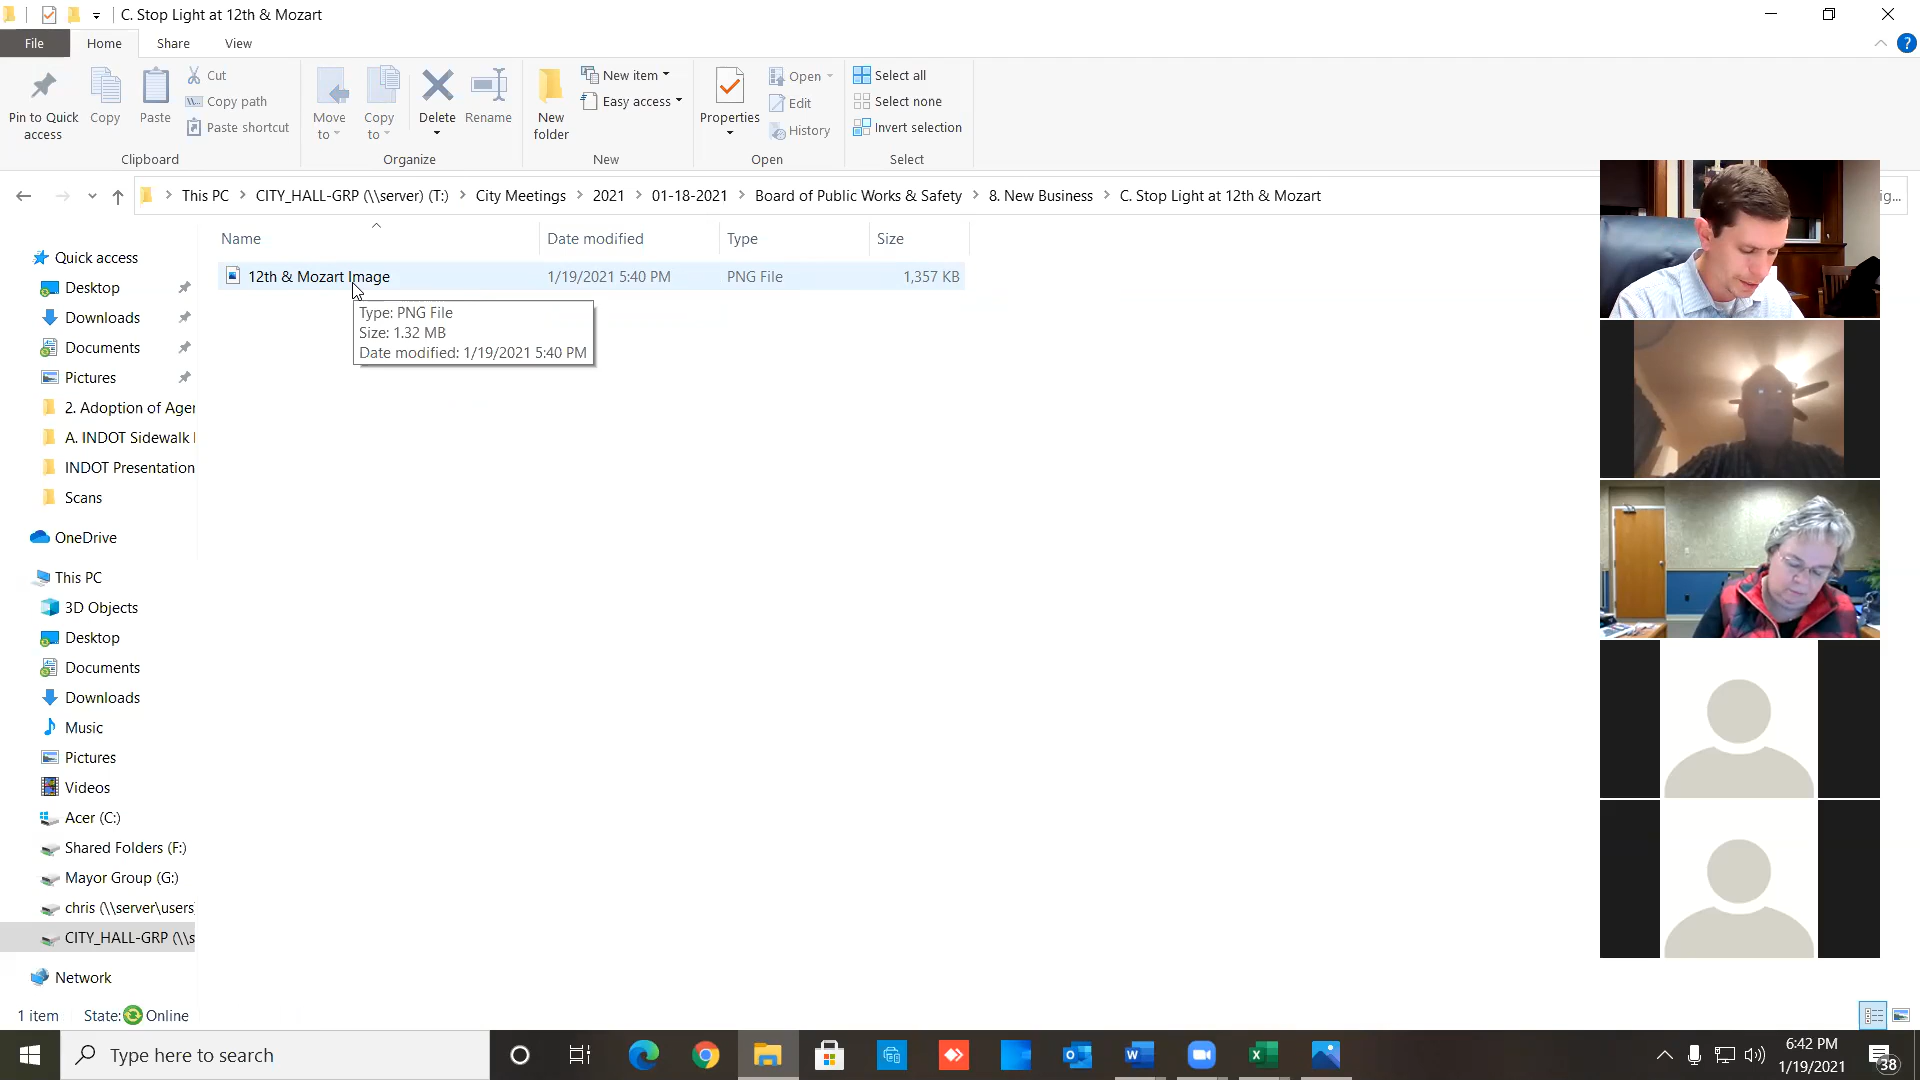 C. Stop Light at 12th & Mozart
File Home Share View
Pin to Quick access
Copy
Paste
Cut
Copy path
Paste shortcut
Clipboard
Move to
Copy to
Delete
Rename
Organize
New folder
New item
Easy access
New
Properties
Open
Edit
History
Open
Select all
Select none
Invert selection
Select
This PC > CITY_HALL-GRP (\\server) (T:) > City Meetings > 2021 > 01-18-2021 > Board of Public Works & Safety > 8. New Business > C. Stop Light at 12th & Mozart
ig...
Name Date modified Type Size
12th & Mozart Image 1/19/2021 5:40 PM PNG File 1,357 KB
Type: PNG File
Size: 1.32 MB
Date modified: 1/19/2021 5:40 PM
Quick access
Desktop
Downloads
Documents
Pictures
2. Adoption of Ager
A. INDOT Sidewalk
INDOT Presentation
Scans
OneDrive
This PC
3D Objects
Desktop
Documents
Downloads
Music
Pictures
Videos
Acer (C:)
Shared Folders (F:)
Mayor Group (G:)
chris (\\server\users
CITY_HALL-GRP (\\s
Network
1 item State: Online
Type here to search
6:42 PM
1/19/2021
38